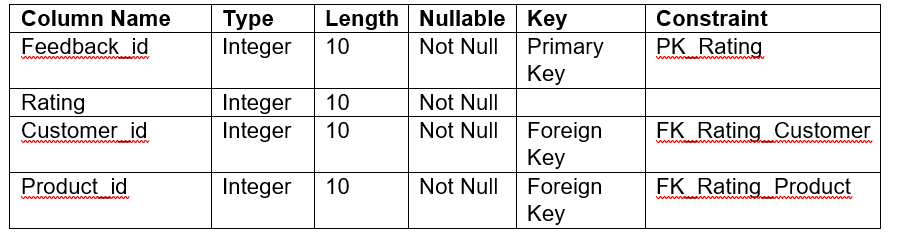 Column Name Type Length Nullable Key Constraint
Feedback_id Integer 10 Not Null Primary Key PK_Rating
Rating Integer 10 Not Null
Customer_id Integer 10 Not Null Foreign Key FK_Rating_Customer
Product_id Integer 10 Not Null Foreign Key FK_Rating_Product